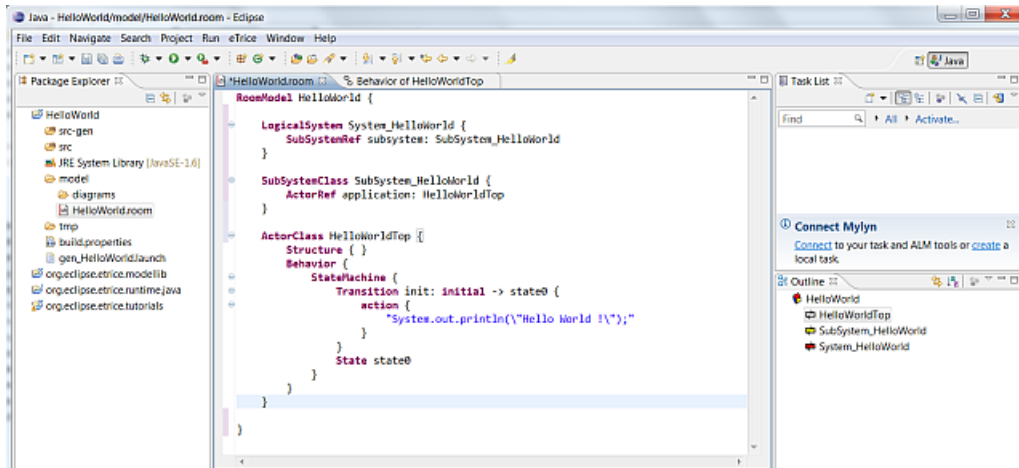 Java - HelloWorld/model/HelloWorld.room - Eclipse
File Edit Navigate Search Project Run eTrice Window Help
Java
Package Explorer
HelloWorld
src-gen
src
JRE System Library [JavaSE-1.6]
model
diagrams
HelloWorld.room
tmp
build.properties
gen_HelloWorld.launch
org.eclipse.etrice.modellib
org.eclipse.etrice.runtime.java
org.eclipse.etrice.tutorials
*HelloWorld.room
Behavior of HelloWorldTop
RoomModel HelloWorld {
LogicalSystem System_HelloWorld {
SubSystemRef subsystem: SubSystem_HelloWorld
}
SubSystemClass SubSystem_HelloWorld {
ActorRef application: HelloWorldTop
}
ActorClass HelloWorldTop {
Structure { }
Behavior {
StateMachine {
Transition init: initial -> state0 {
action {
"System.out.println(\"Hello World !\");"
}
}
State state0
}
}
}
}
Task List
Find
All
Activate...
Connect Mylyn
Connect to your task and ALM tools or create a
local task.
Outline
HelloWorld
HelloWorldTop
SubSystem_HelloWorld
System_HelloWorld